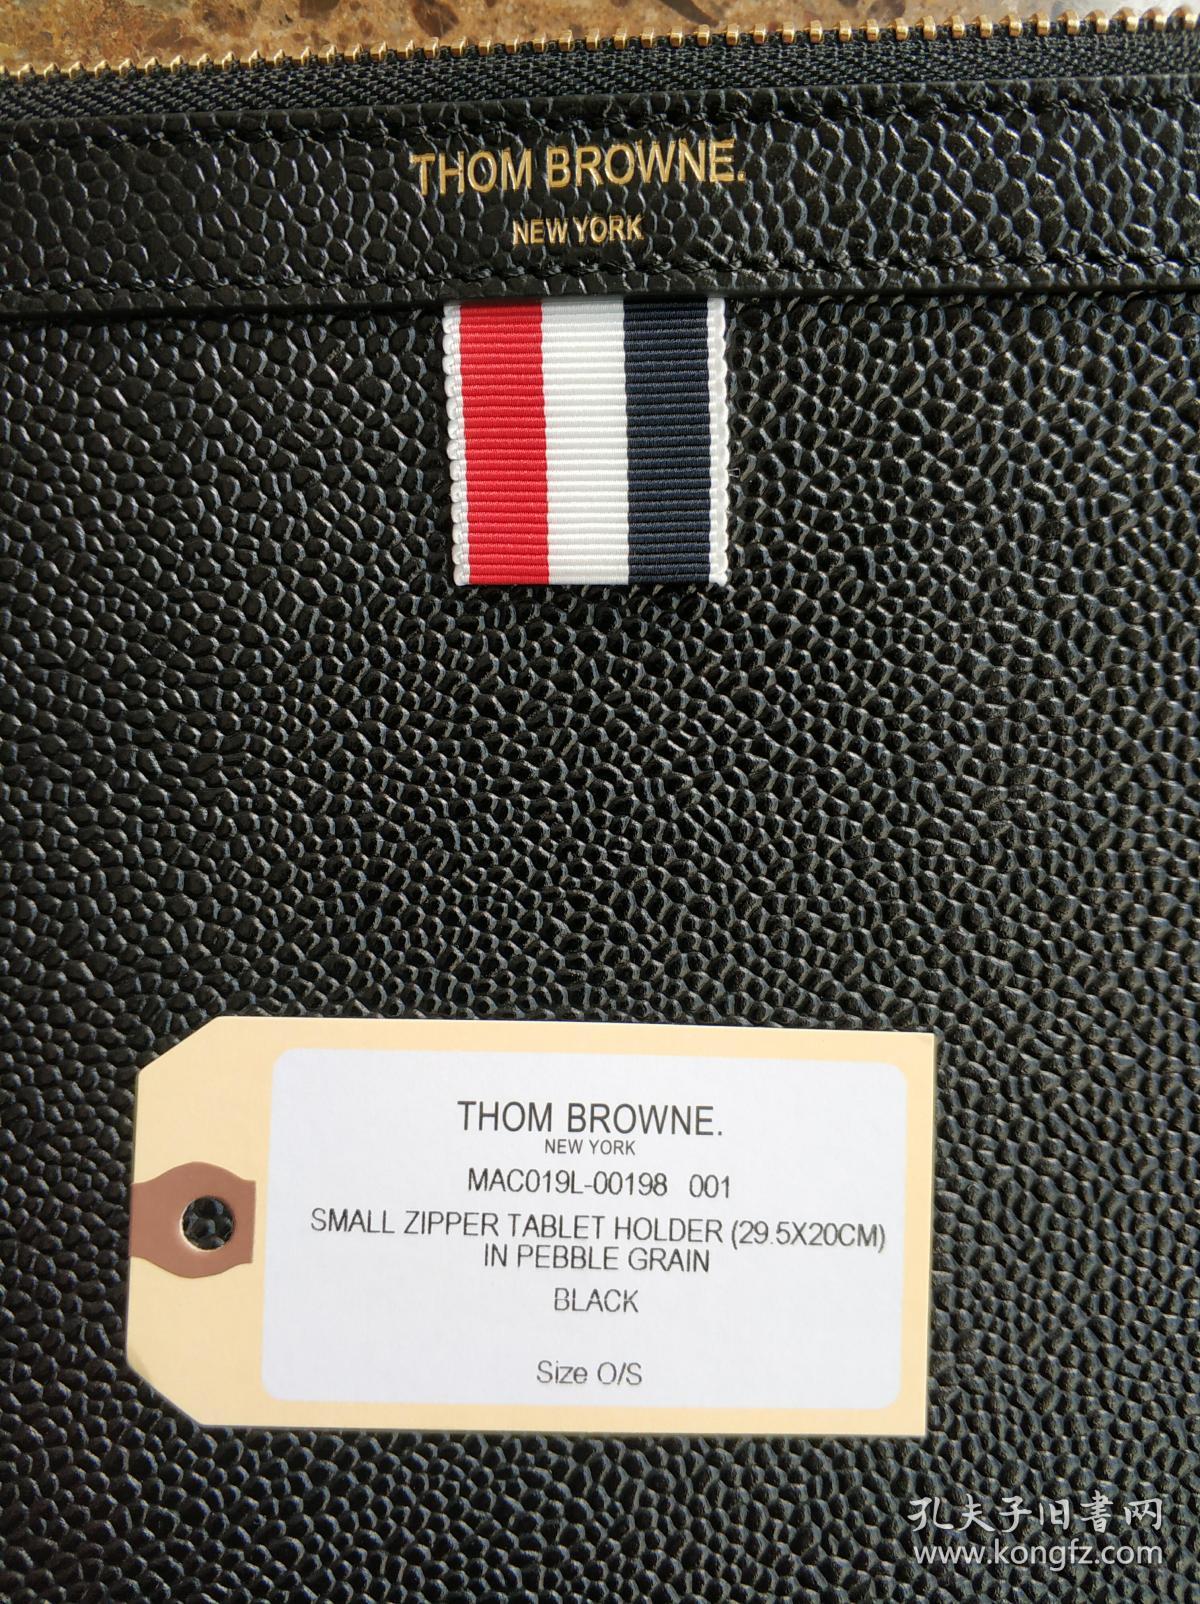 THOM BROWNE.
NEW YORK
THOM BROWNE.
NEW YORK
MAC019L-00198 001
SMALL ZIPPER TABLET HOLDER (29.5X20CM)
IN PEBBLE GRAIN
BLACK
Size O/S
孔夫子旧书网
www.kongfz.com